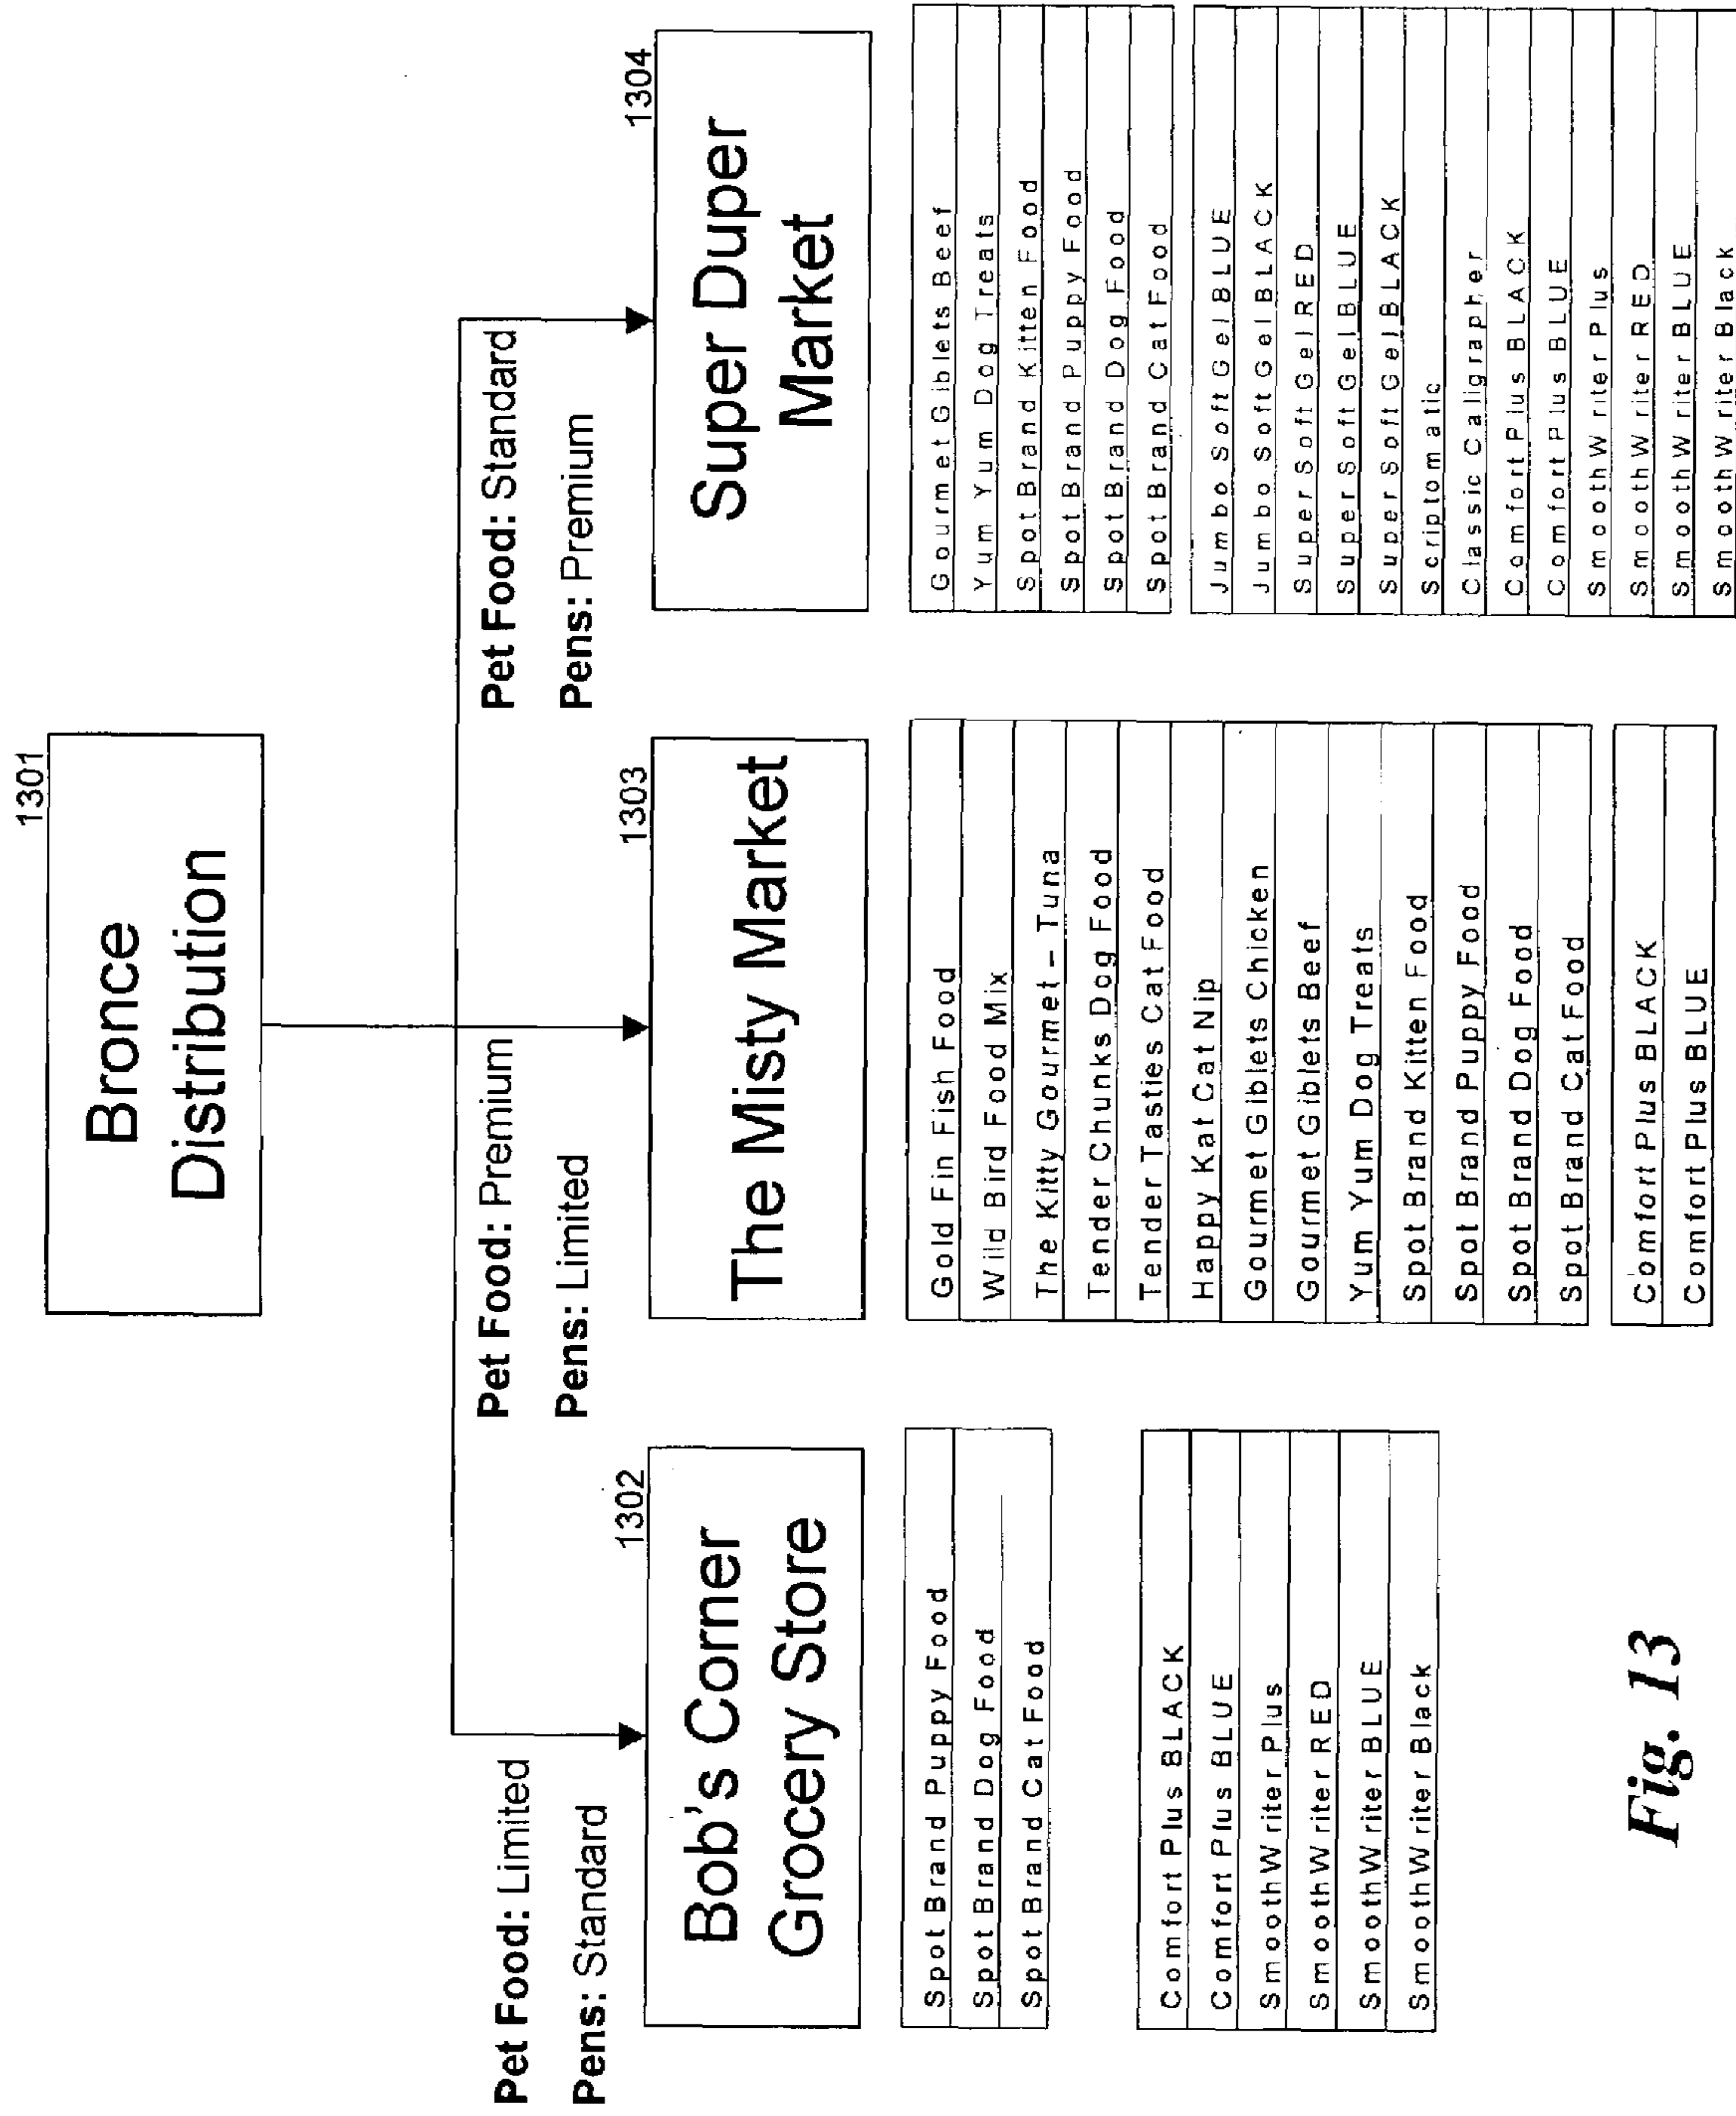 1301
Bronce
Distribution
Pet Food: Limited
Pens: Standard
Pet Food: Premium
Pens: Limited
Pet Food: Standard
Pens: Premium
1302
Bob's Corner
Grocery Store
1303
The Misty Market
1304
Super Duper
Market
Spot Brand Puppy Food
Spot Brand Dog Food
Spot Brand Cat Food
Comfort Plus BLACK
Comfort Plus BLUE
SmoothWriter Plus
SmoothWriter RED
SmoothWriter BLUE
SmoothWriter Black
Gold Fin Fish Food
Wild Bird Food Mix
The Kitty Gourmet – Tuna
Tender Chunks Dog Food
Tender Tasties Cat Food
Happy Kat Cat Nip
Gourmet Giblets Chicken
Gourmet Giblets Beef
Yum Yum Dog Treats
Spot Brand Kitten Food
Spot Brand Puppy Food
Spot Brand Dog Food
Spot Brand Cat Food
Comfort Plus BLACK
Comfort Plus BLUE
Gourmet Giblets Beef
Yum Yum Dog Treats
Spot Brand Kitten Food
Spot Brand Puppy Food
Spot Brand Dog Food
Spot Brand Cat Food
Jumbo Soft Gel BLUE
Jumbo Soft Gel BLACK
Super Soft Gel RED
Super Soft Gel BLUE
Super Soft Gel BLACK
Scriptomatic
Classic Caligrapher
Comfort Plus BLACK
Comfort Plus BLUE
SmoothWriter Plus
SmoothWriter RED
SmoothWriter BLUE
SmoothWriter Black
Fig. 13